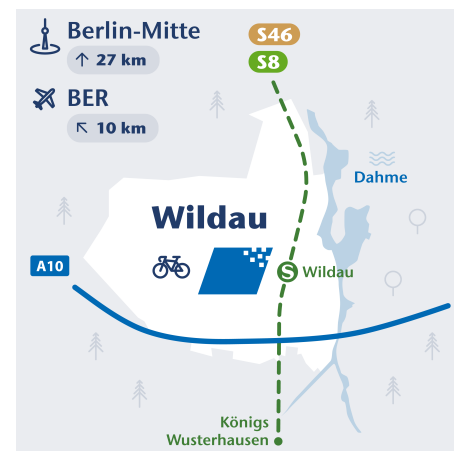 Berlin-Mitte
↑ 27 km
BER
↖ 10 km
S46
S8
Dahme
Wildau
A10
S Wildau
Königs
Wusterhausen